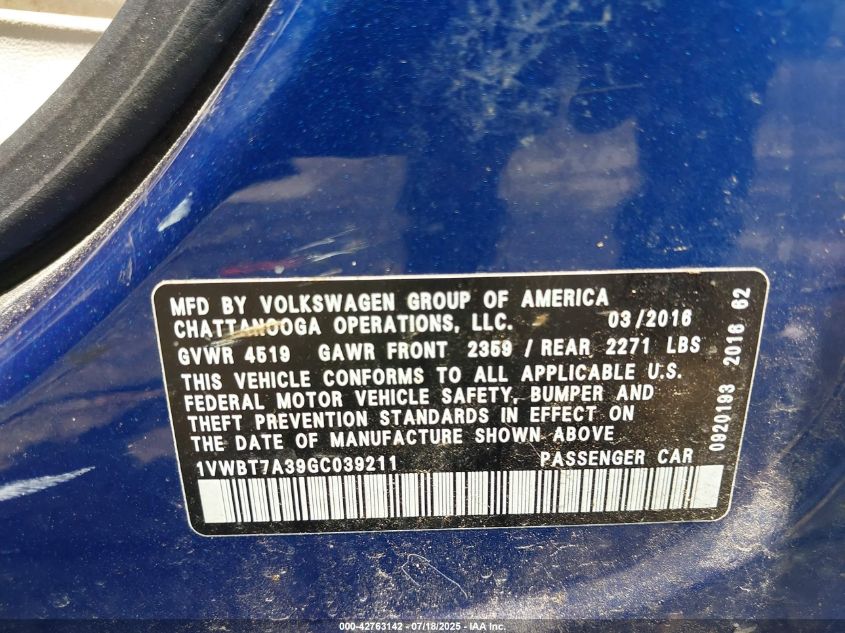 MFD BY VOLKSWAGEN GROUP OF AMERICA
CHATTANOOGA OPERATIONS, LLC. 03/2016
GVWR 4519 GAWR FRONT 2359 / REAR 2271 LBS
THIS VEHICLE CONFORMS TO ALL APPLICABLE U.S.
FEDERAL MOTOR VEHICLE SAFETY, BUMPER AND
THEFT PREVENTION STANDARDS IN EFFECT ON
THE DATE OF MANUFACTURE SHOWN ABOVE
1VWBT7A39GC039211 PASSENGER CAR
0920193 2016 62
000-42763142 - 07/18/2025 - IAA Inc.